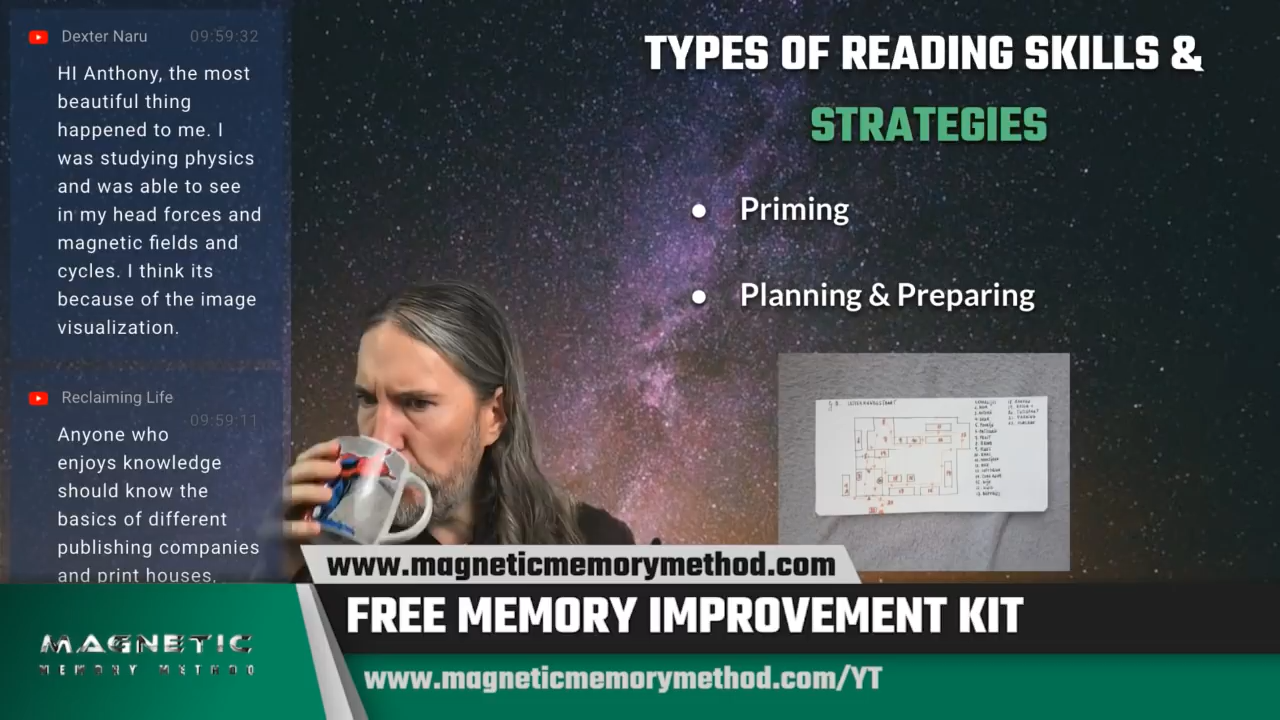 Dexter Naru 09:59:32
HI Anthony, the most
beautiful thing
happened to me. I
was studying physics
and was able to see
in my head forces and
magnetic fields and
cycles. I think its
because of the image
visualization.
Reclaiming Life
09:59:11
Anyone who
enjoys knowledge
should know the
basics of different
publishing companies
and print houses,
TYPES OF READING SKILLS &
STRATEGIES
• Priming
• Planning & Preparing
www.magneticmemorymethod.com
FREE MEMORY IMPROVEMENT KIT
www.magneticmemorymethod.com/YT
MAGNETIC
MEMORY METHOD